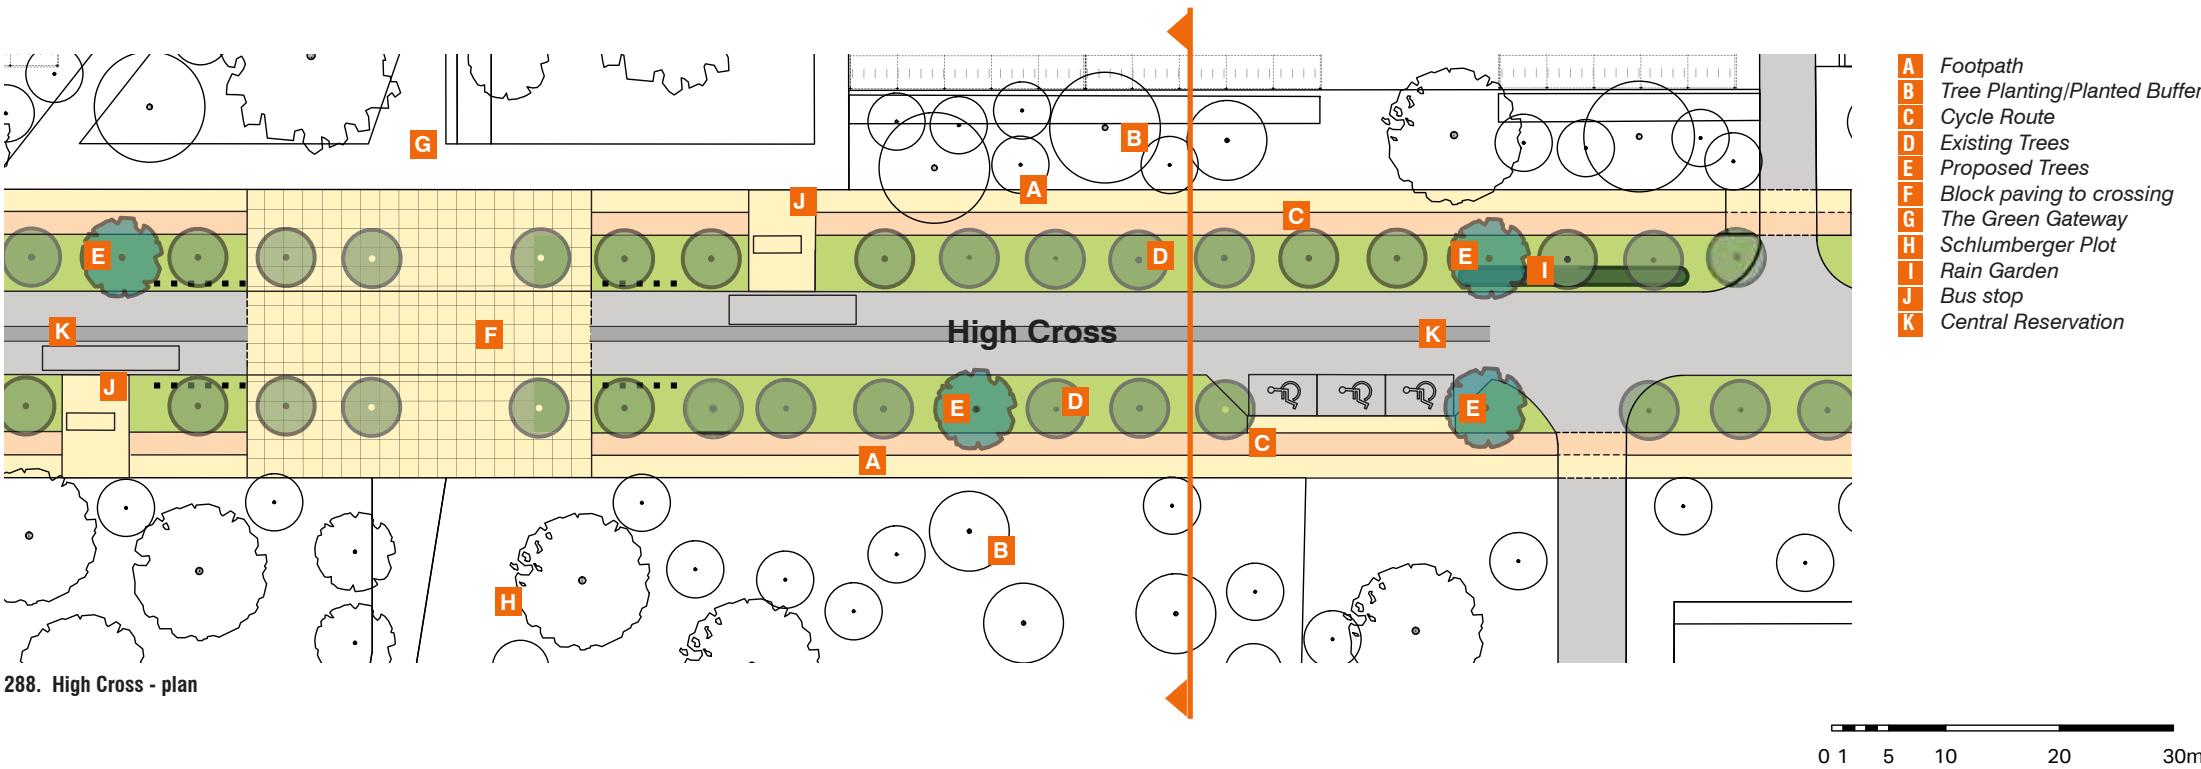 G
B
A
J
C
E
D
E
I
K
F
High Cross
K
J
E
D
E
A
C
H
B
288. High Cross - plan
A Footpath
B Tree Planting/Planted Buffer
C Cycle Route
D Existing Trees
E Proposed Trees
F Block paving to crossing
G The Green Gateway
H Schlumberger Plot
I Rain Garden
J Bus stop
K Central Reservation
0 1 5 10 20 30m